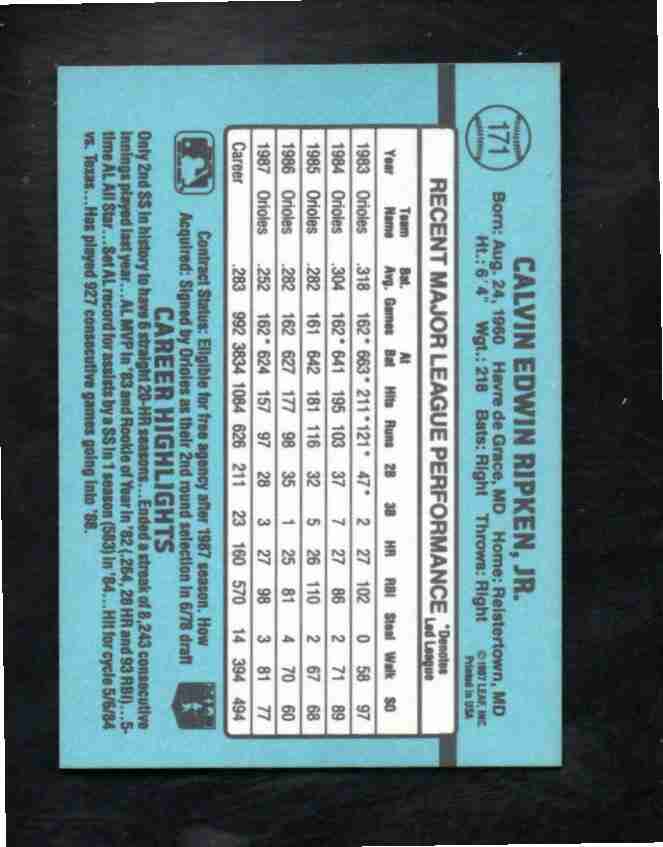 171
CALVIN EDWIN RIPKEN, JR.
Born: Aug. 24, 1960 Havre de Grace, MD Home: Reistertown, MD
Ht.: 6'4" Wgt.: 218 Bats: Right Throws: Right
© 1987 LEAF, INC.
Printed in USA
RECENT MAJOR LEAGUE PERFORMANCE *Denotes Led League
Year Team Name Bat. Avg. Games At Bat Hits Runs 2B 3B HR RBI Steal Walk SO
1983 Orioles .318 162* 663* 211* 121* 47* 2 27 102 0 58 97
1984 Orioles .304 162* 641 195 103 37 7 27 86 2 71 89
1985 Orioles .282 161 642 181 116 32 5 26 110 2 67 68
1986 Orioles .282 162 627 177 98 35 1 25 81 4 70 60
1987 Orioles .252 162* 624 157 97 28 3 27 98 3 81 77
Career .283 992 3834 1084 626 211 23 160 570 14 394 494
Contract Status: Eligible for free agency after 1987 season. How
Acquired: Signed by Orioles as their 2nd round selection in 6/78 draft
CAREER HIGHLIGHTS
Only 2nd SS in history to have 6 straight 20-HR seasons...Ended a streak of 8,243 consecutive
innings played last year...AL MVP in '83 and Rookie of Year in '82 (.264, 28 HR and 93 RBI)...5-
time AL All Star...Set AL record for assists by a SS in 1 season (583) in '84...Hit for cycle 5/6/84
vs. Texas...Has played 927 consecutive games going into '88.